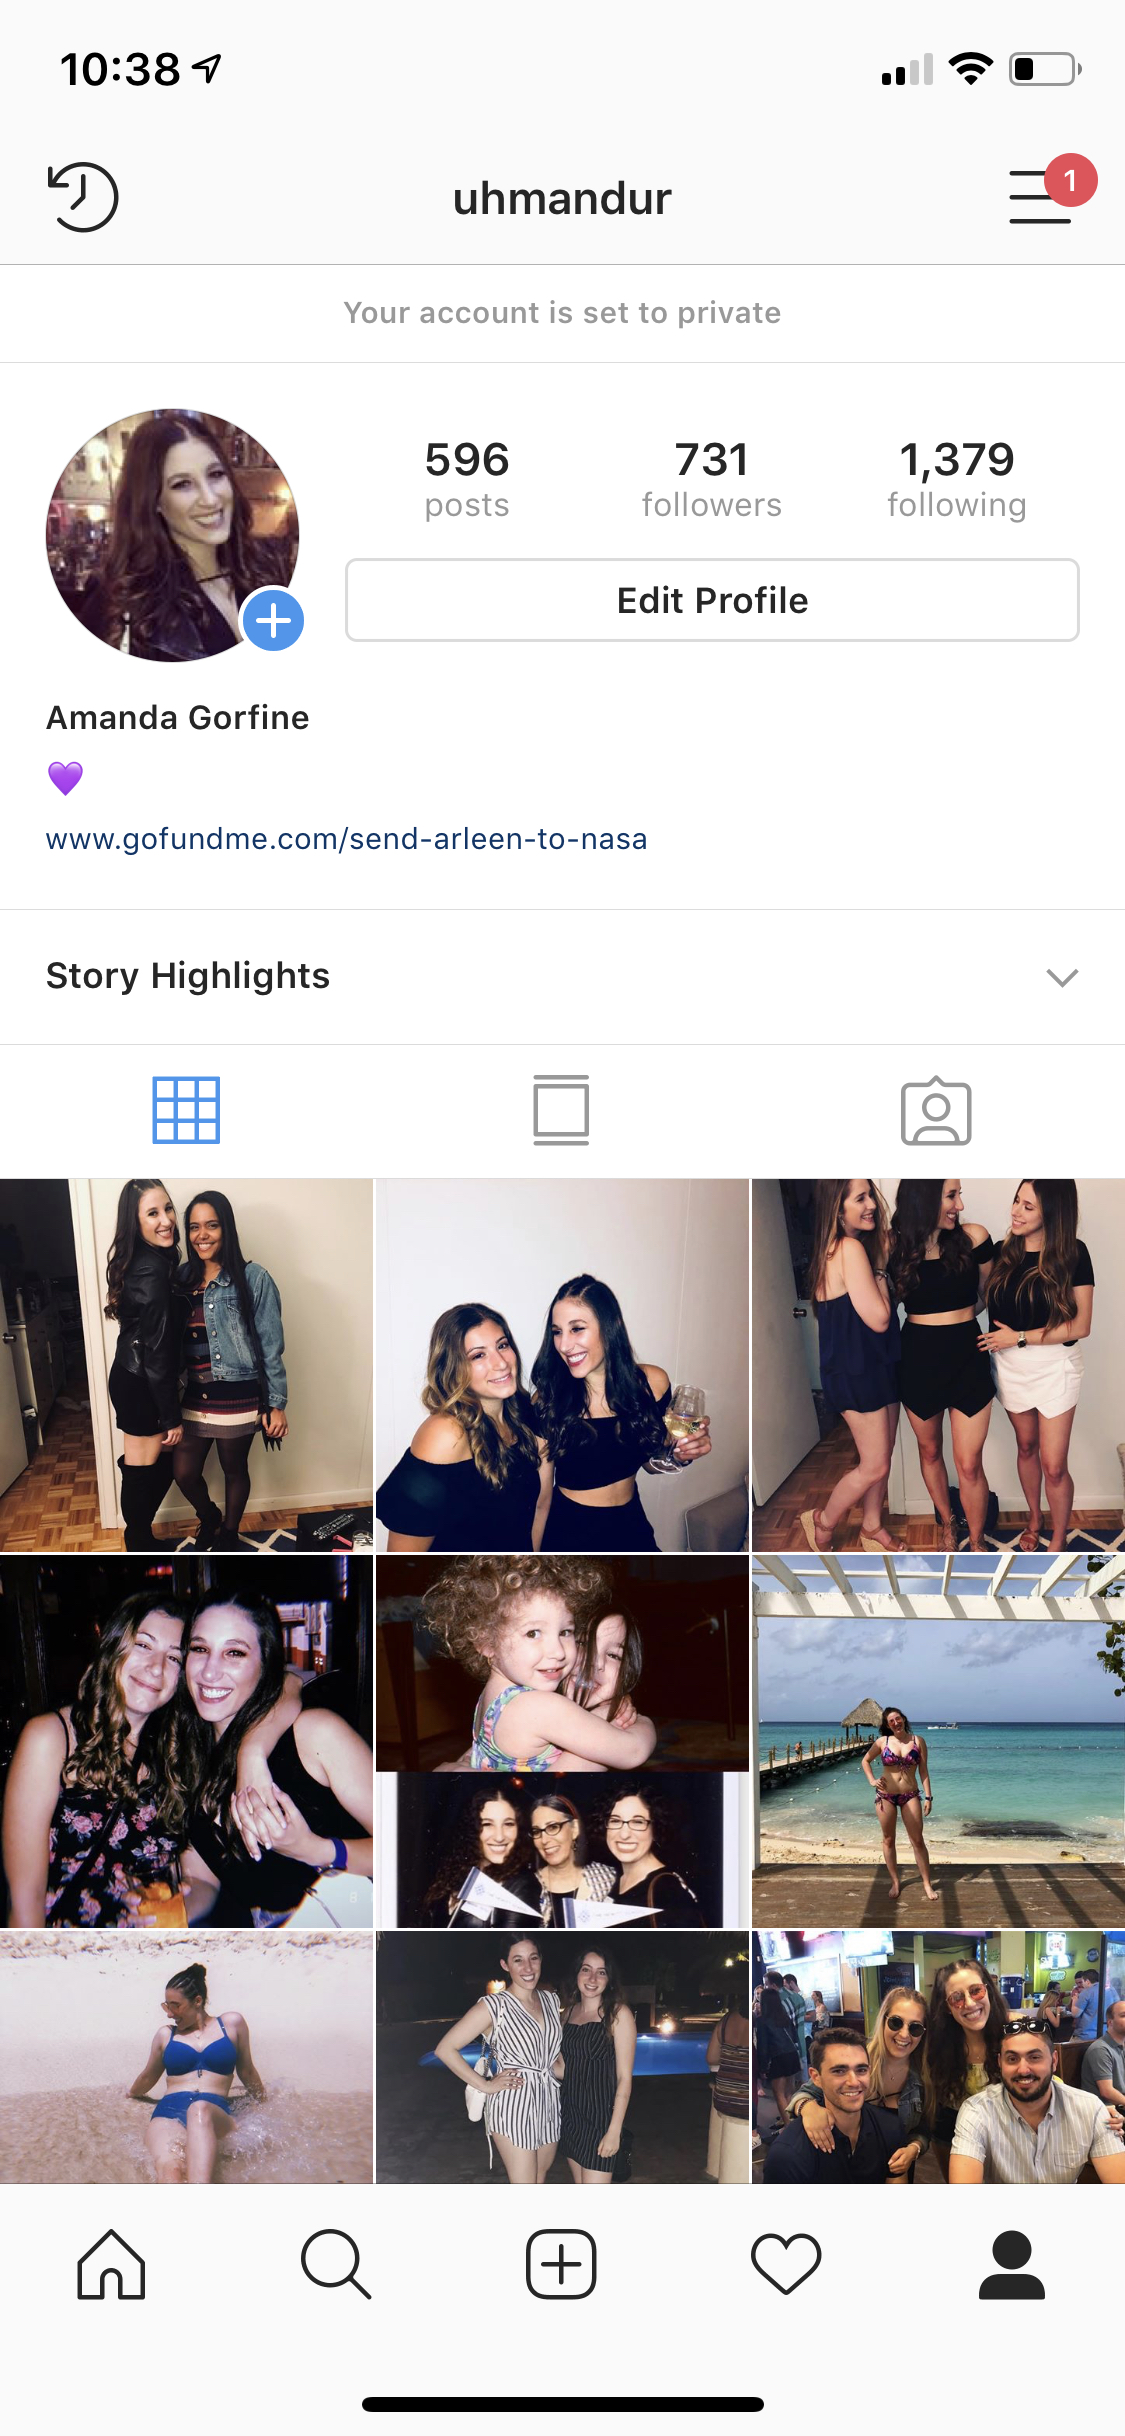 10:38
uhmandur
1
Your account is set to private
596
731
1,379
posts
followers
following
Edit Profile
Amanda Gorfine
💜
www.gofundme.com/send-arleen-to-nasa
Story Highlights